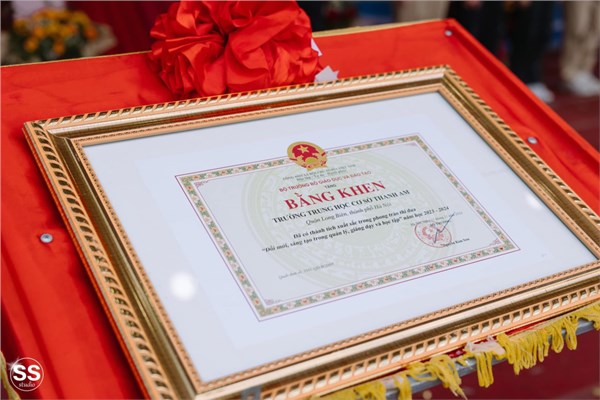 BỘ TRƯỞNG BỘ GIÁO DỤC VÀ ĐÀO TẠO
TẶNG
BẰNG KHEN
TRƯỜNG TRUNG HỌC CƠ SỞ THANH AM
Quận Long Biên, thành phố Hà Nội
Đã có thành tích xuất sắc trong phong trào thi đua
"Đổi mới, sáng tạo trong quản lý, giảng dạy và học tập" năm học 2023 - 2024
SS
studio